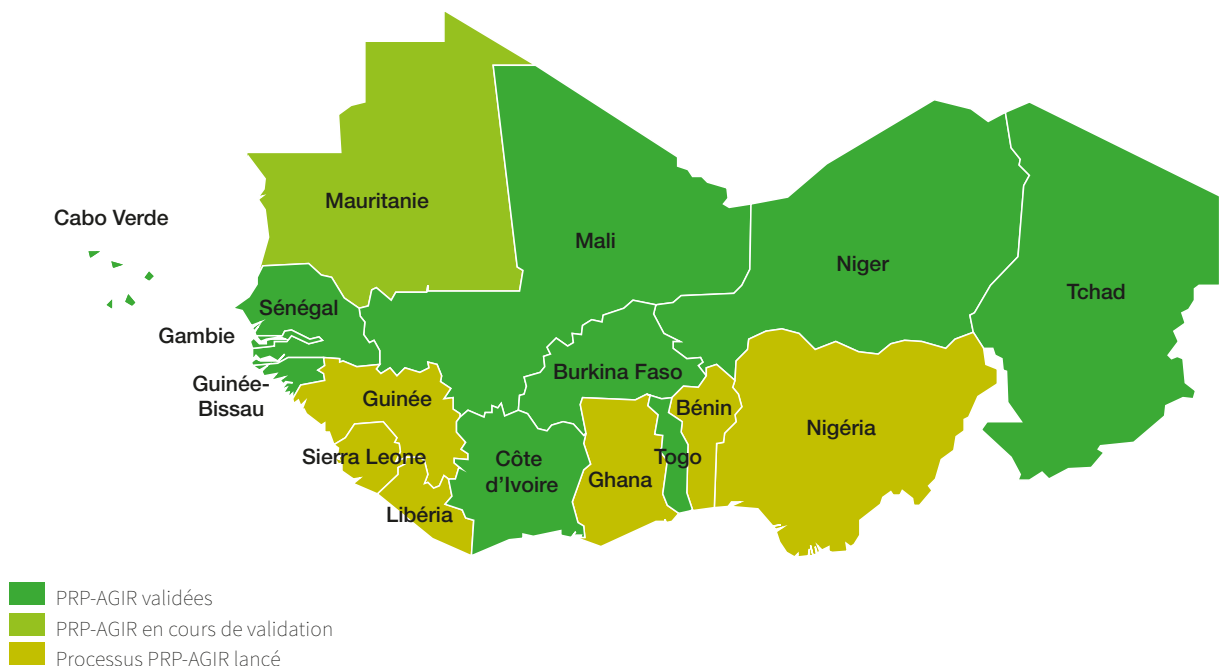 Mauritanie
Cabo Verde
Mali
Niger
Tchad
Sénégal
Gambie
Burkina Faso
Guinée-
Bissau
Guinée
Bénin
Nigéria
Sierra Leone
Côte
d'Ivoire
Togo
Ghana
Libéria
PRP-AGIR validées
PRP-AGIR en cours de validation
Processus PRP-AGIR lancé